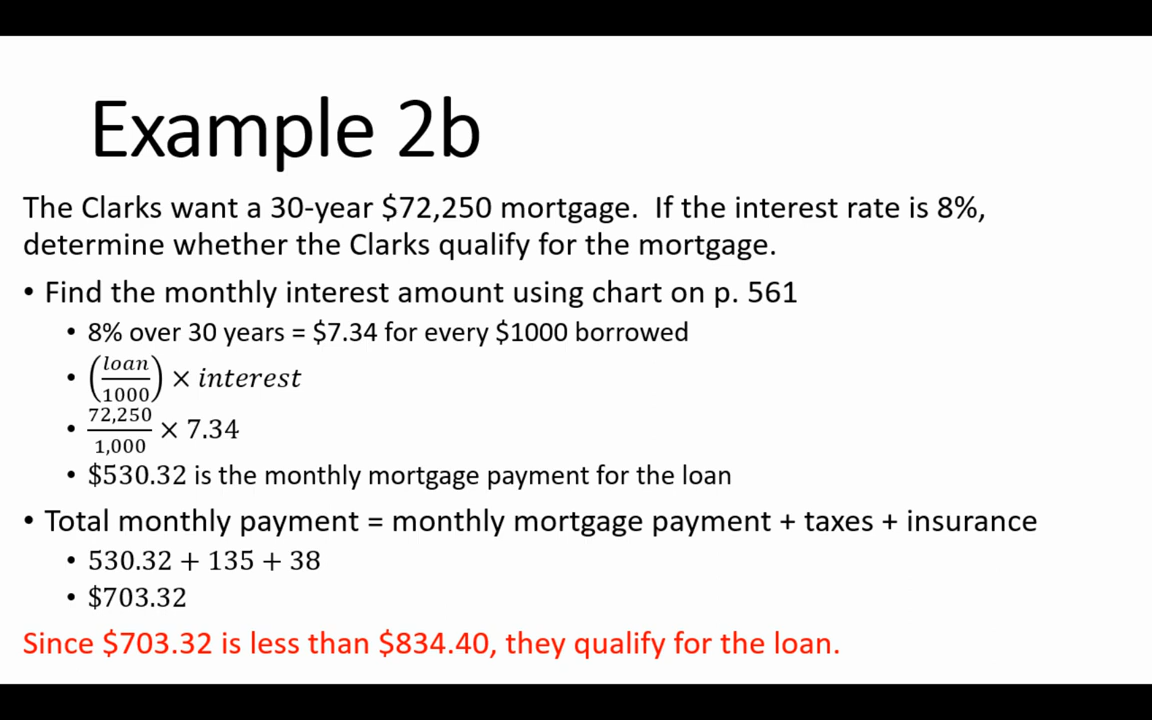 Example 2b
The Clarks want a 30-year $72,250 mortgage.  If the interest rate is 8%,
determine whether the Clarks qualify for the mortgage.
• Find the monthly interest amount using chart on p. 561
• 8% over 30 years = $7.34 for every $1000 borrowed
• (loan/1000) × interest
• 72,250/1,000 × 7.34
• $530.32 is the monthly mortgage payment for the loan
• Total monthly payment = monthly mortgage payment + taxes + insurance
• 530.32 + 135 + 38
• $703.32
Since $703.32 is less than $834.40, they qualify for the loan.